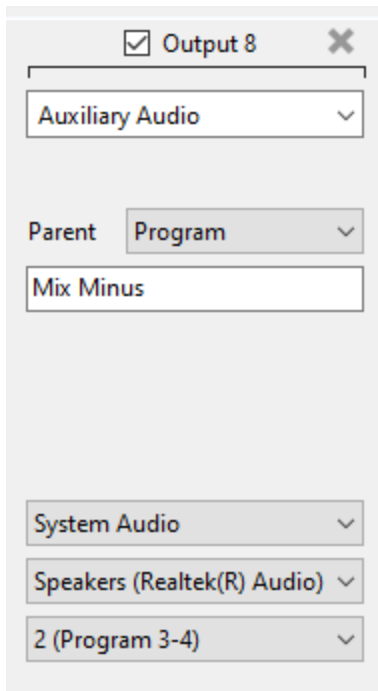 Output 8
Auxiliary Audio
Parent Program
Mix Minus
System Audio
Speakers (Realtek(R) Audio)
2 (Program 3-4)